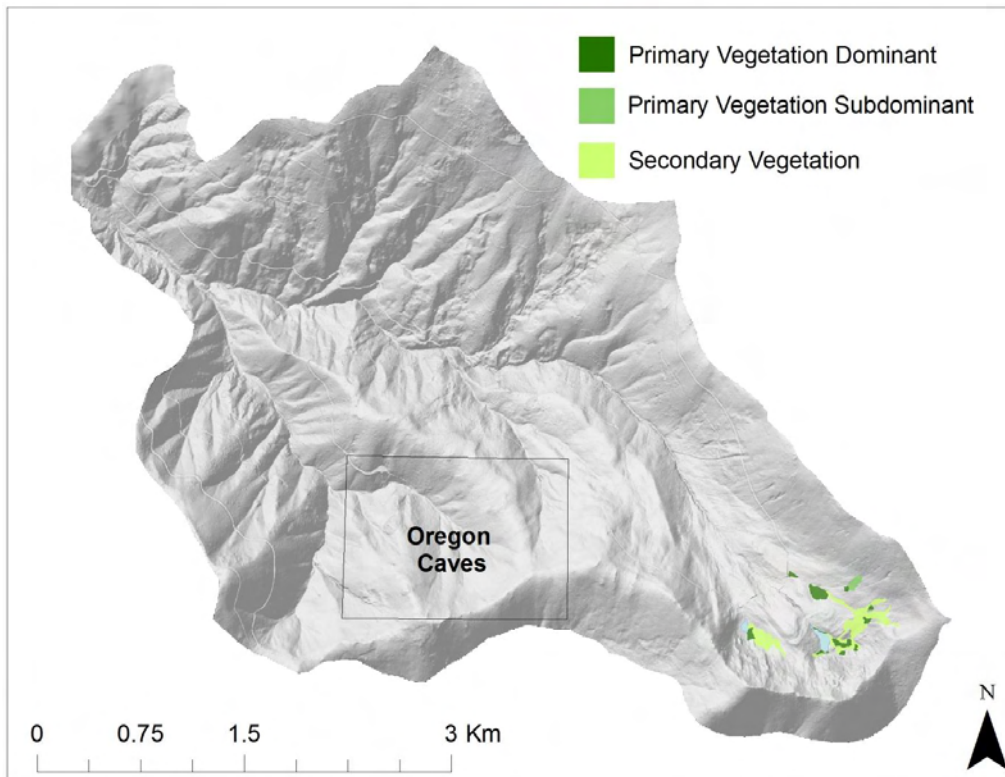 Primary Vegetation Dominant
Primary Vegetation Subdominant
Secondary Vegetation
Oregon
Caves
0 0.75 1.5 3 Km
N